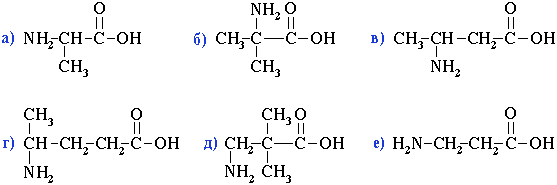 а) NH2-CH-C-OH
O
CH3
б) CH3-C-C-OH
NH2 O
CH3
в) CH3-CH-CH2-C-OH
O
NH2
г) CH-CH2-CH2-C-OH
CH3 O
NH2
д) CH2-C-C-OH
CH3 O
NH2 CH3
е) H2N-CH2-CH2-C-OH
O